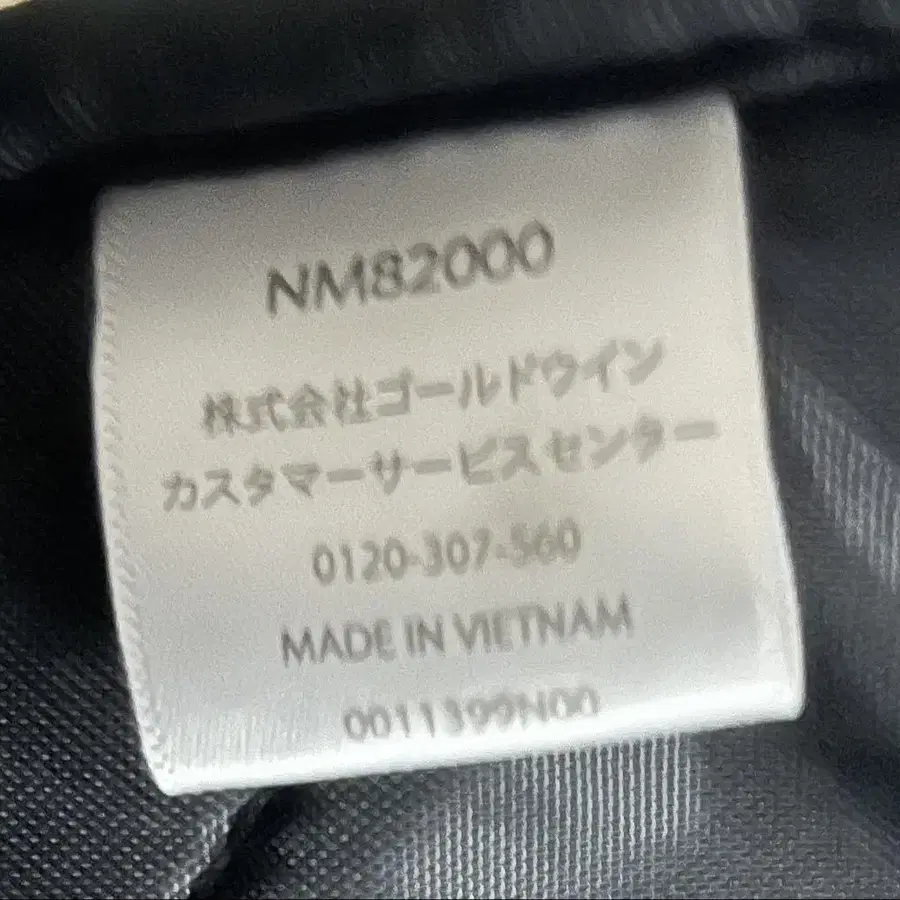 NM82000
株式会社ゴールドウイン
カスタマーサービスセンター
0120-307-560
MADE IN VIETNAM
0011399N00